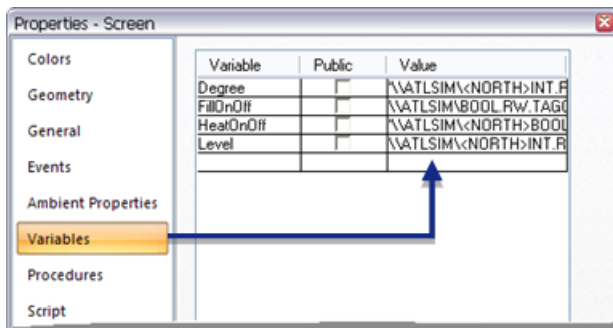 Properties - Screen
Colors
Geometry
General
Events
Ambient Properties
Variables
Procedures
Script
Variable Public Value
Degree \\ATLSIM\<NORTH>INT.R
FillOnOff \\ATLSIM\BOOL.RW.TAG0
HeatOnOff \\ATLSIM\<NORTH>BOOL
Level \\ATLSIM\<NORTH>INT.R